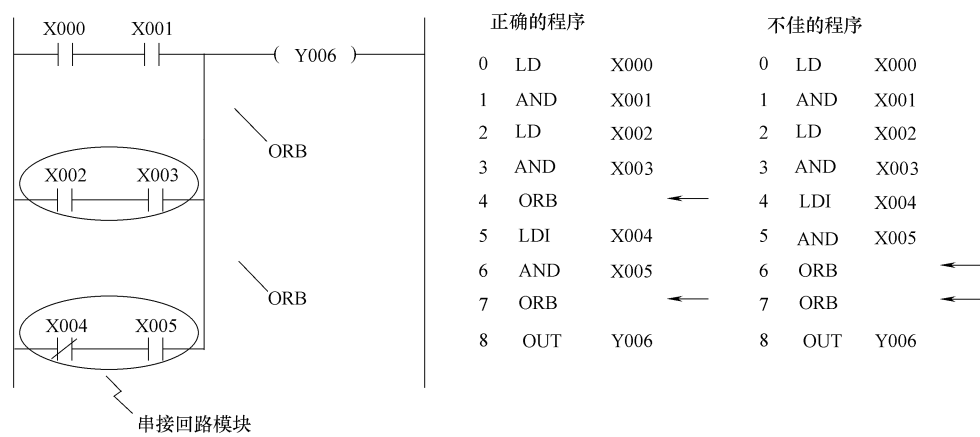 X000 X001
( Y006 )
ORB
X002 X003
ORB
X004 X005
串接回路模块
正确的程序
0 LD X000
1 AND X001
2 LD X002
3 AND X003
4 ORB
5 LDI X004
6 AND X005
7 ORB
8 OUT Y006
不佳的程序
0 LD X000
1 AND X001
2 LD X002
3 AND X003
4 LDI X004
5 AND X005
6 ORB
7 ORB
8 OUT Y006